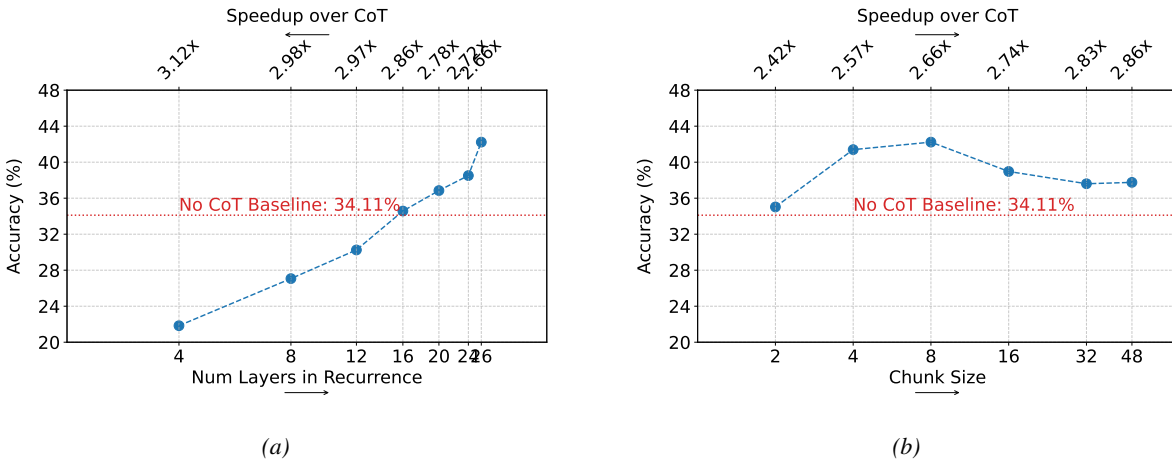 Speedup over CoT
3.12x 2.98x 2.97x 2.86x 2.78x 2.72x 2.66x
Accuracy (%)
48
44
40
36
32
28
24
20
No CoT Baseline: 34.11%
4 8 12 16 20 24 26
Num Layers in Recurrence
(a)
Speedup over CoT
2.42x 2.57x 2.66x 2.74x 2.83x 2.86x
Accuracy (%)
48
44
40
36
32
28
24
20
No CoT Baseline: 34.11%
2 4 8 16 32 48
Chunk Size
(b)